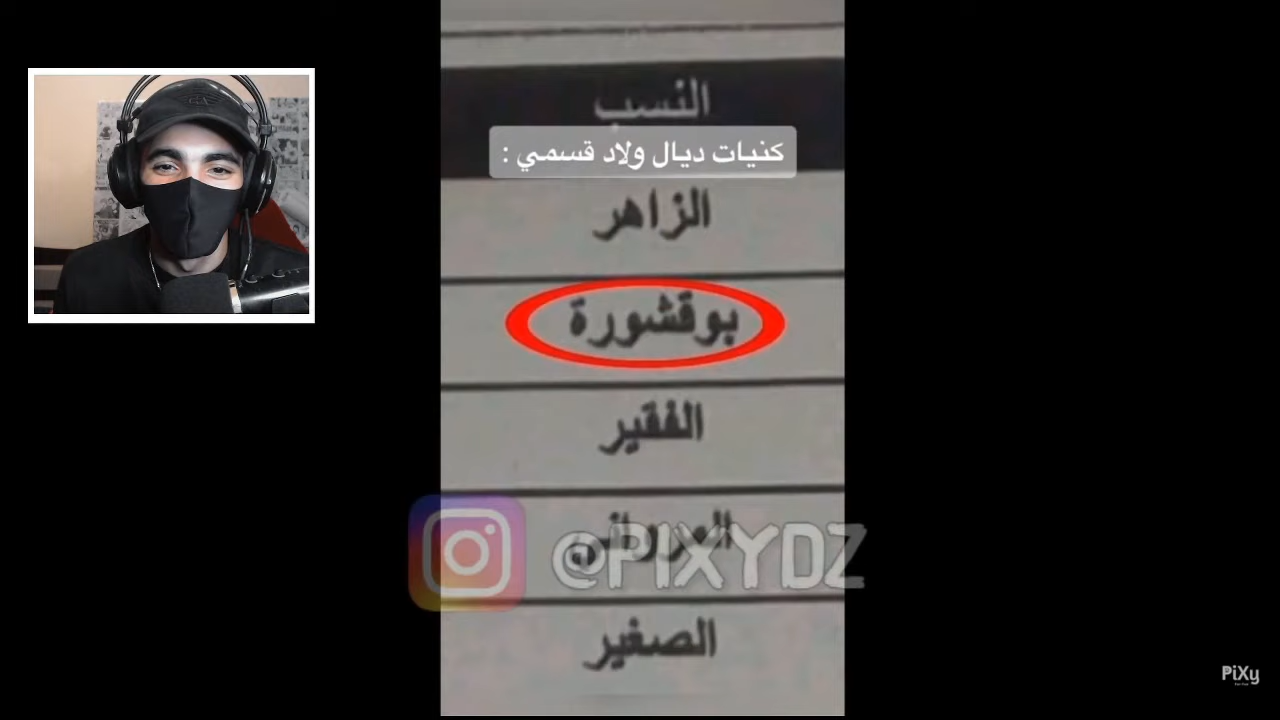 النسب
كنيات ديال ولاد قسمي :
الزاهر
بوقشورة
الفقير
@PIXYDZ
الصغير
PiXy